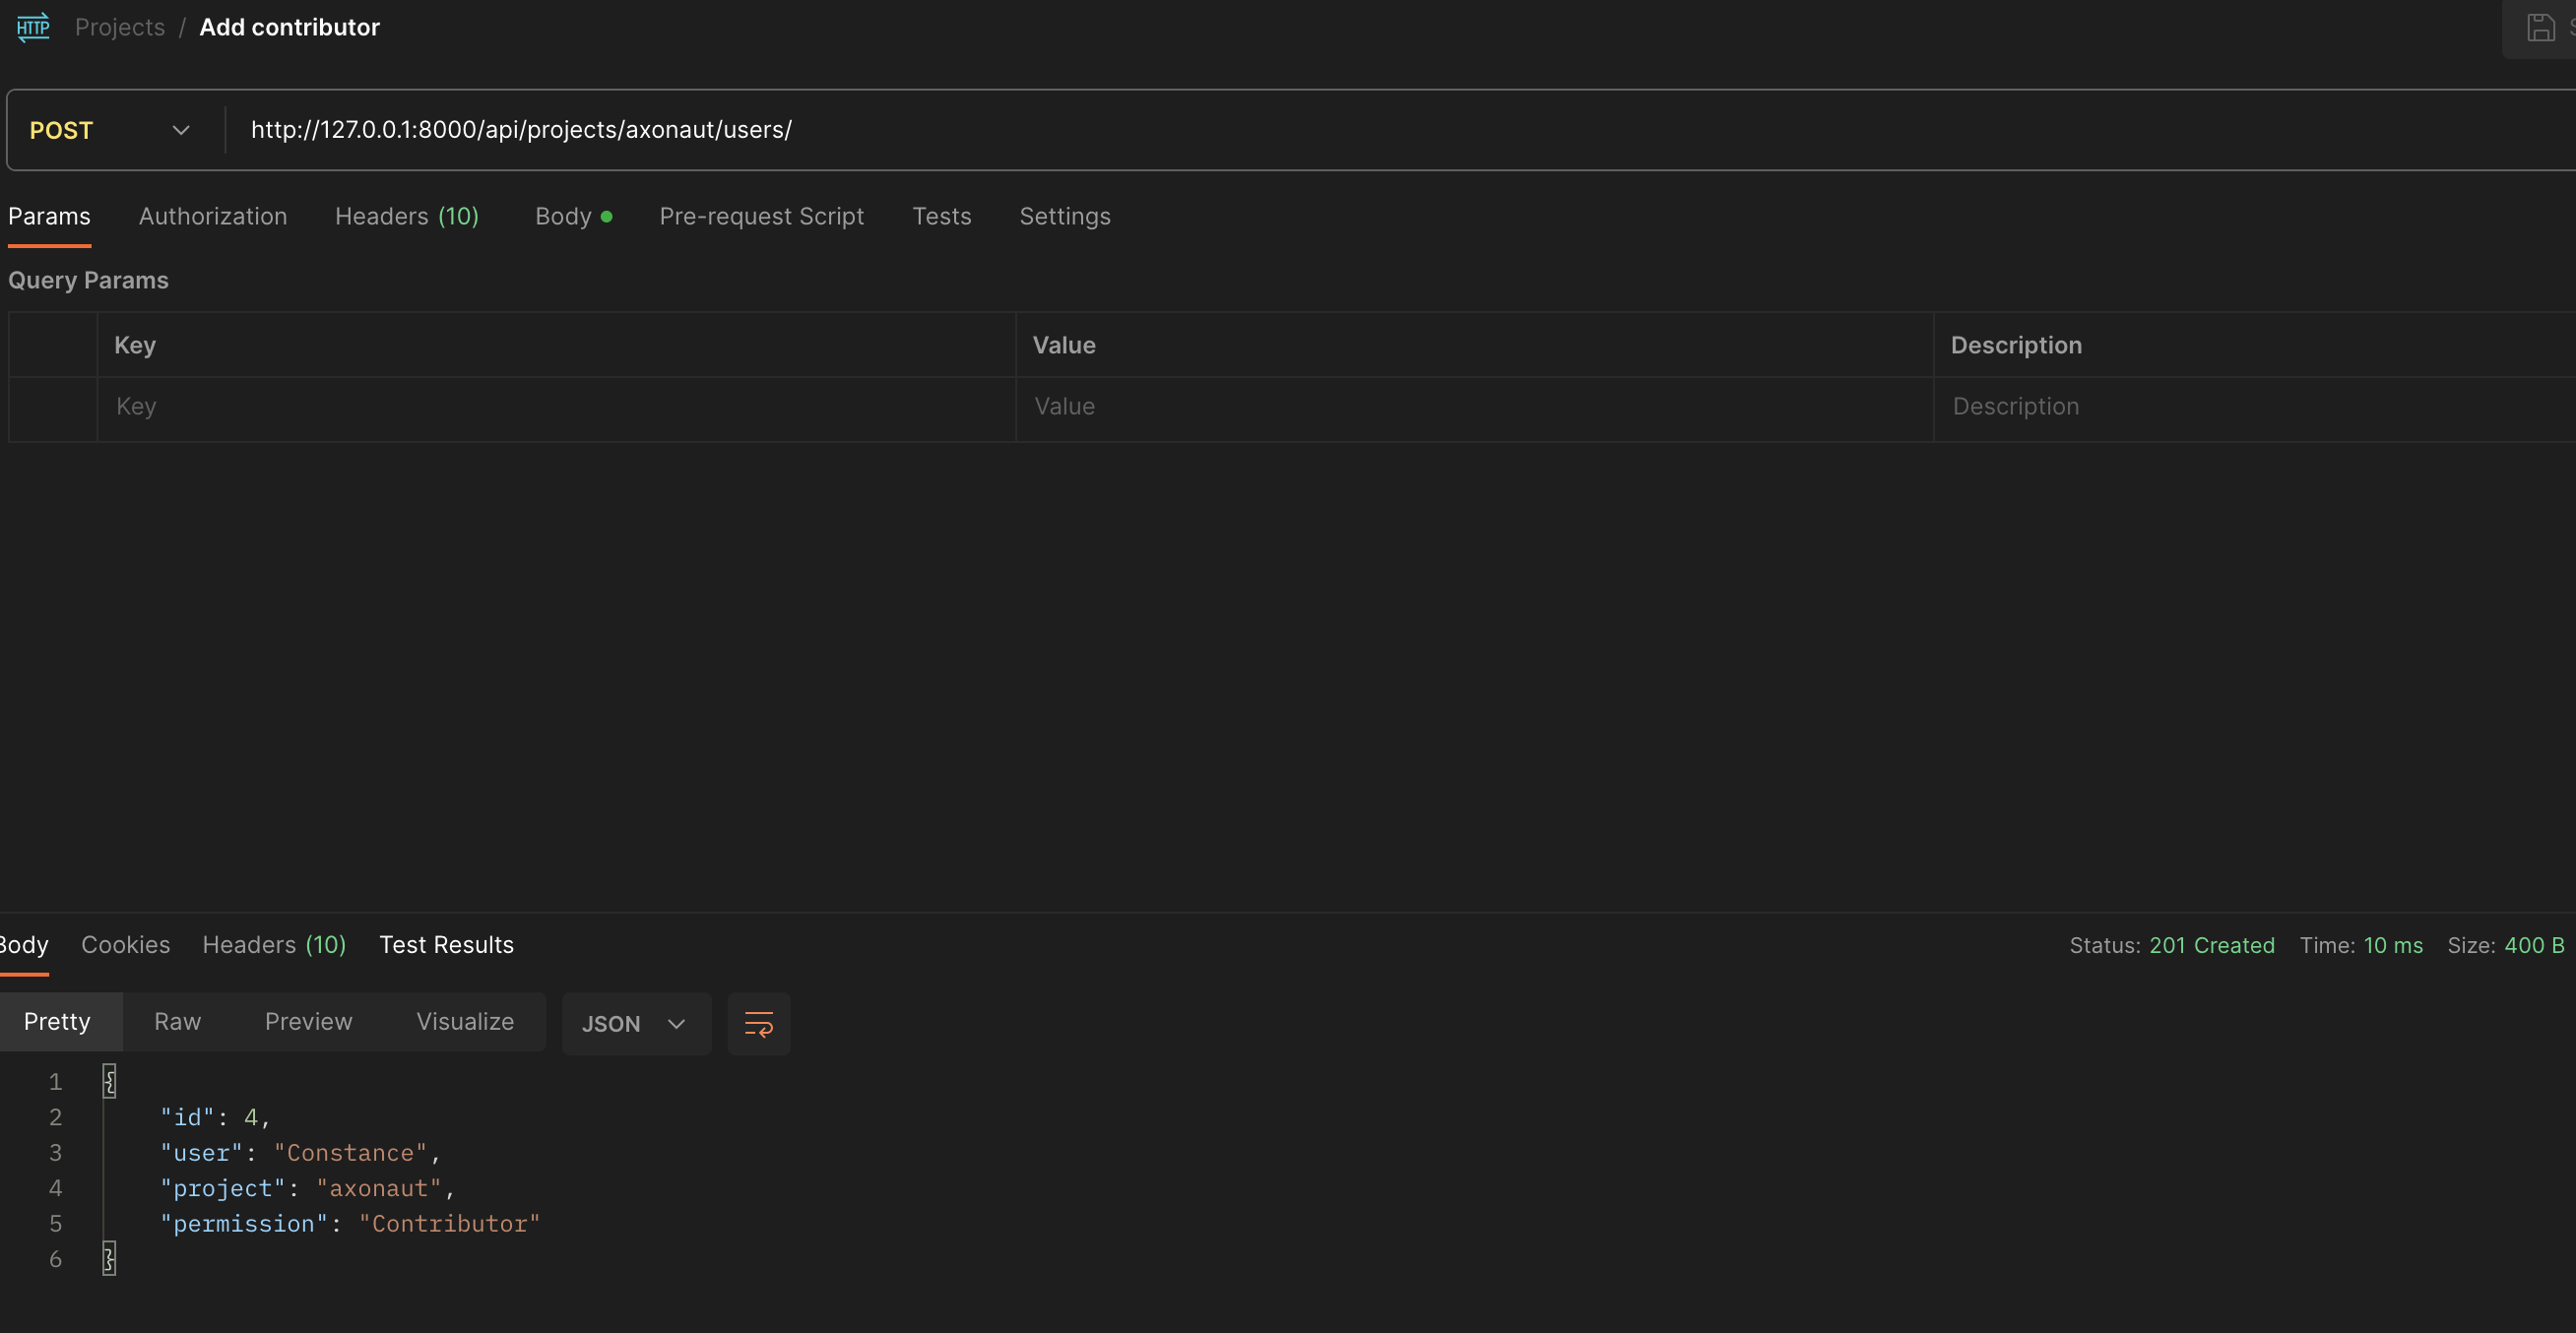 HTTP Projects / Add contributor
POST http://127.0.0.1:8000/api/projects/axonaut/users/
Params Authorization Headers (10) Body Pre-request Script Tests Settings
Query Params
Key Value Description
Key Value Description
Body Cookies Headers (10) Test Results Status: 201 Created Time: 10 ms Size: 400 B
Pretty Raw Preview Visualize JSON
1 {
2 "id": 4,
3 "user": "Constance",
4 "project": "axonaut",
5 "permission": "Contributor"
6 }